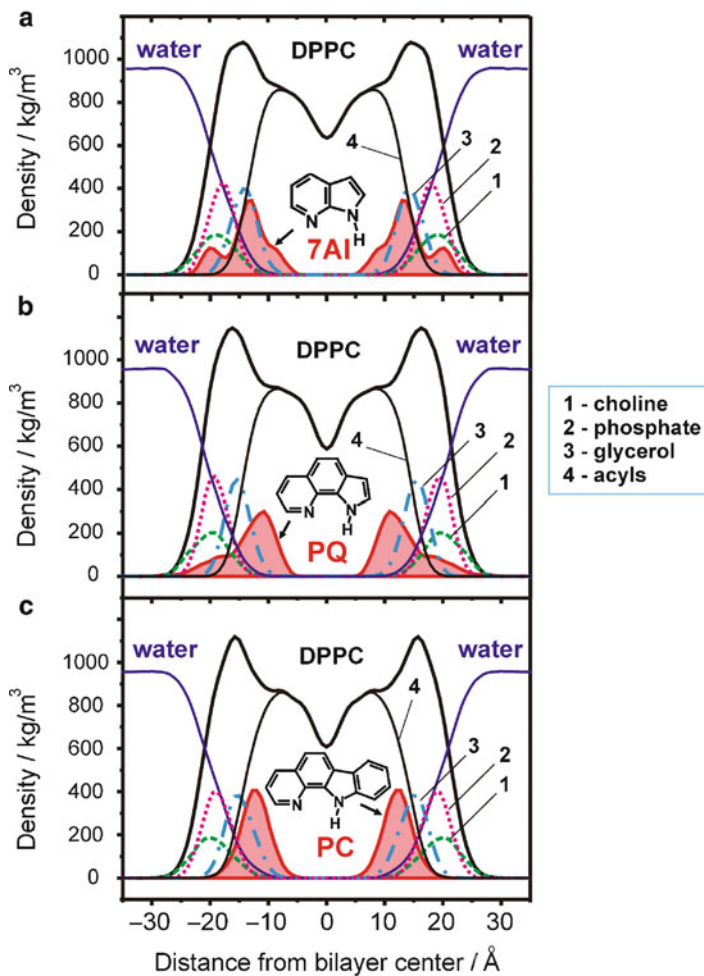 a
1000
800
600
400
200
0
Density / kg/m³
water
DPPC
water
4
3
2
1
N
N
H
7AI
b
1000
800
600
400
200
0
Density / kg/m³
water
DPPC
water
4
3
2
1
N
N
H
PQ
1 - choline
2 - phosphate
3 - glycerol
4 - acyls
c
1000
800
600
400
200
0
Density / kg/m³
water
DPPC
water
4
3
2
1
N
N
H
PC
−30 −20 −10 0 10 20 30
Distance from bilayer center / Å